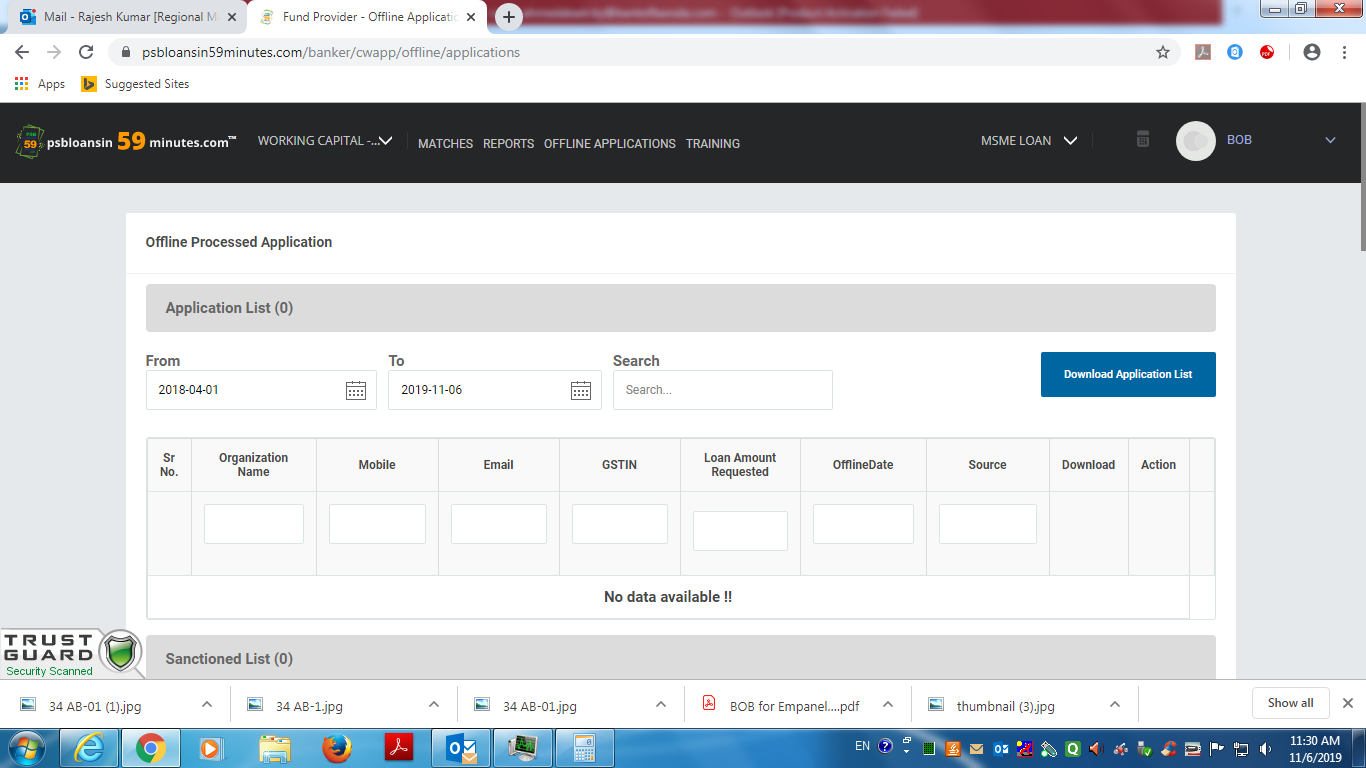 Mail - Rajesh Kumar [Regional M
Fund Provider - Offline Applicatic
psbloansin59minutes.com/banker/cwapp/offline/applications
Apps
Suggested Sites
PSB
59
psbloansin 59 minutes.com™
WORKING CAPITAL -...
MATCHES
REPORTS
OFFLINE APPLICATIONS
TRAINING
MSME LOAN
BOB
Offline Processed Application
Application List (0)
From
To
Search
2018-04-01
2019-11-06
Search...
Download Application List
Sr No.
Organization Name
Mobile
Email
GSTIN
Loan Amount Requested
OfflineDate
Source
Download
Action
No data available !!
TRUST
GUARD
Security Scanned
Sanctioned List (0)
34 AB-01 (1).jpg
34 AB-1.jpg
34 AB-01.jpg
BOB for Empanel....pdf
thumbnail (3).jpg
Show all
EN
11:30 AM
11/6/2019